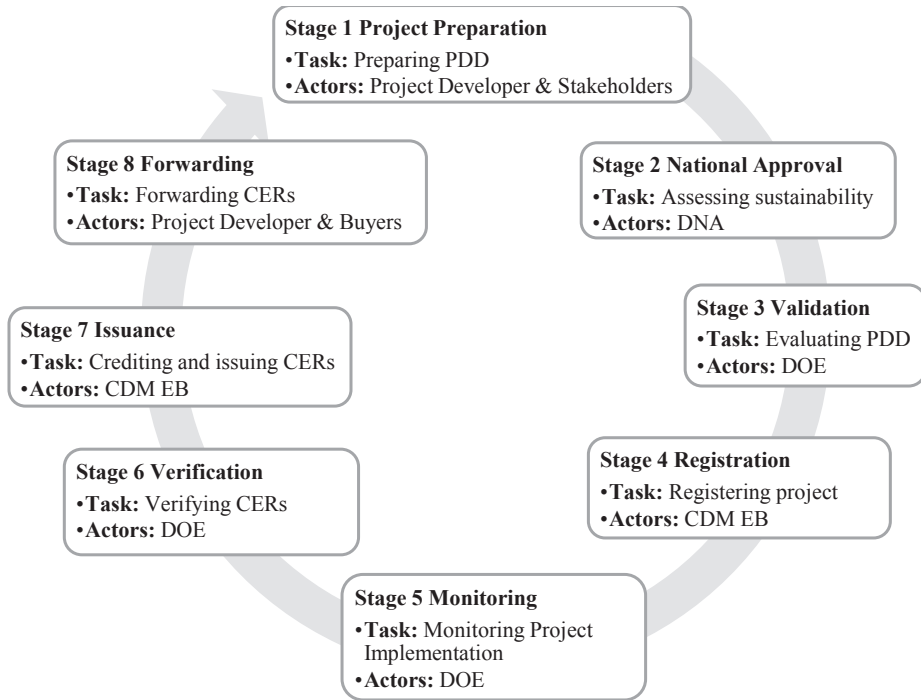 Stage 1 Project Preparation
•Task: Preparing PDD
•Actors: Project Developer & Stakeholders
Stage 2 National Approval
•Task: Assessing sustainability
•Actors: DNA
Stage 3 Validation
•Task: Evaluating PDD
•Actors: DOE
Stage 4 Registration
•Task: Registering project
•Actors: CDM EB
Stage 5 Monitoring
•Task: Monitoring Project
Implementation
•Actors: DOE
Stage 6 Verification
•Task: Verifying CERs
•Actors: DOE
Stage 7 Issuance
•Task: Crediting and issuing CERs
•Actors: CDM EB
Stage 8 Forwarding
•Task: Forwarding CERs
•Actors: Project Developer & Buyers